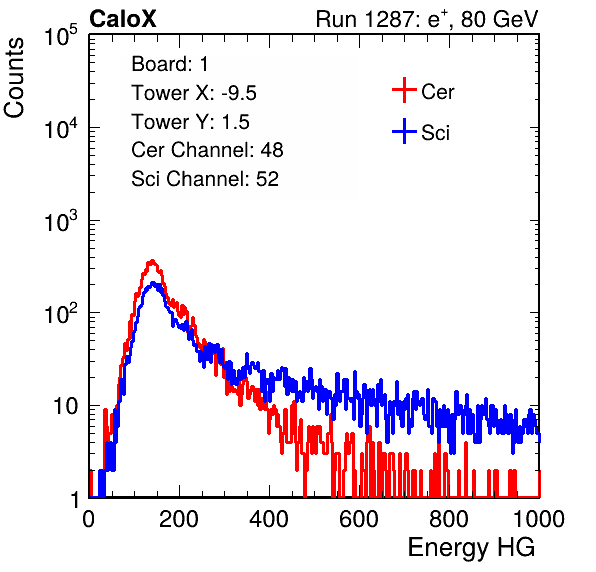 CaloX Run 1287: e⁺, 80 GeV
Counts
Board: 1
Tower X: -9.5
Tower Y: 1.5
Cer Channel: 48
Sci Channel: 52
Cer
Sci
10⁵
10⁴
10³
10²
10
1
0 200 400 600 800 1000
Energy HG